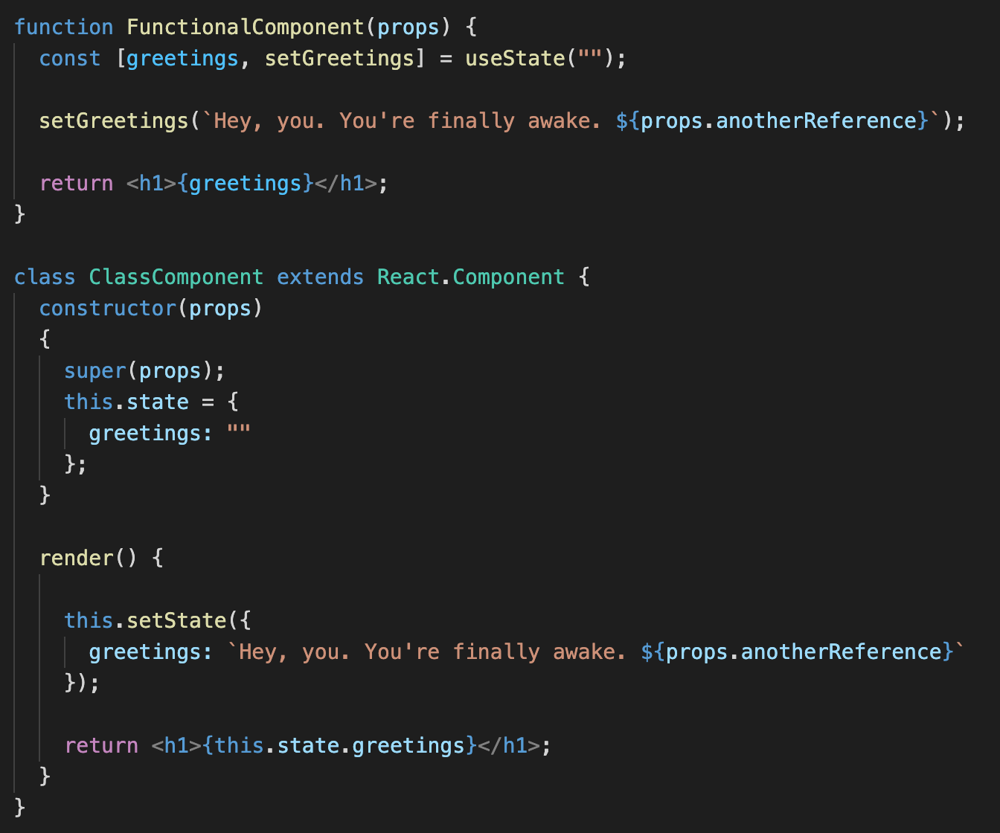 function FunctionalComponent(props) {
  const [greetings, setGreetings] = useState("");

  setGreetings(`Hey, you. You're finally awake. ${props.anotherReference}`);

  return <h1>{greetings}</h1>;
}

class ClassComponent extends React.Component {
  constructor(props)
  {
    super(props);
    this.state = {
      greetings: ""
    };
  }

  render() {

    this.setState({
      greetings: `Hey, you. You're finally awake. ${props.anotherReference}`
    });

    return <h1>{this.state.greetings}</h1>;
  }
}